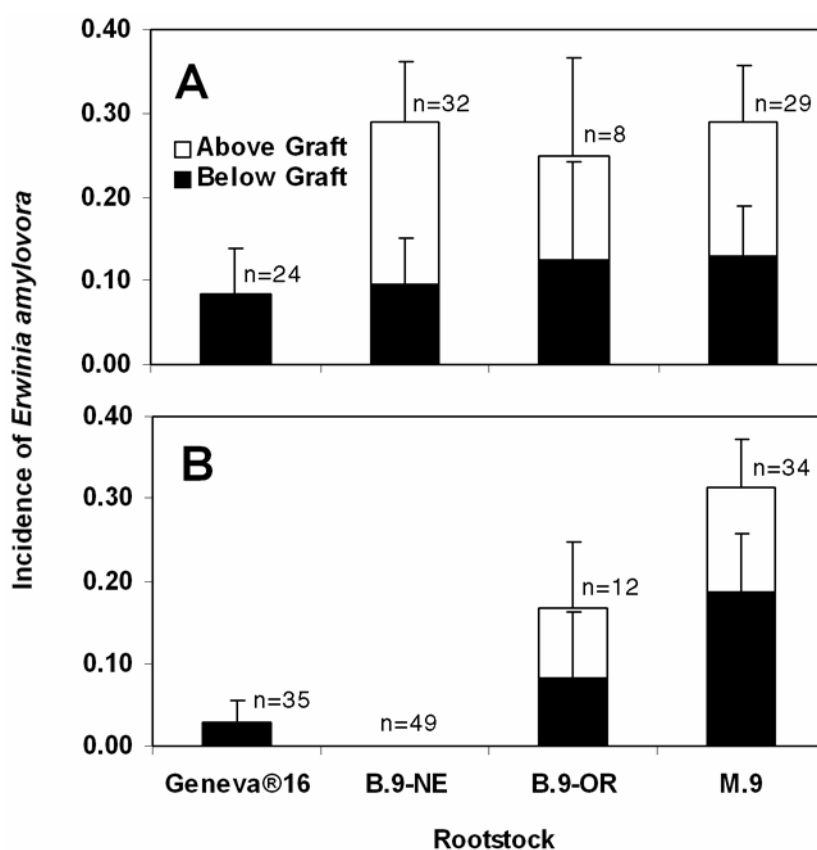 Incidence of Erwinia amylovora
0.40
0.30
0.20
0.10
0.00
A
Above Graft
Below Graft
n=24
n=32
n=8
n=29
0.40
0.30
0.20
0.10
0.00
B
n=35
n=49
n=12
n=34
Geneva®16
B.9-NE
B.9-OR
M.9
Rootstock